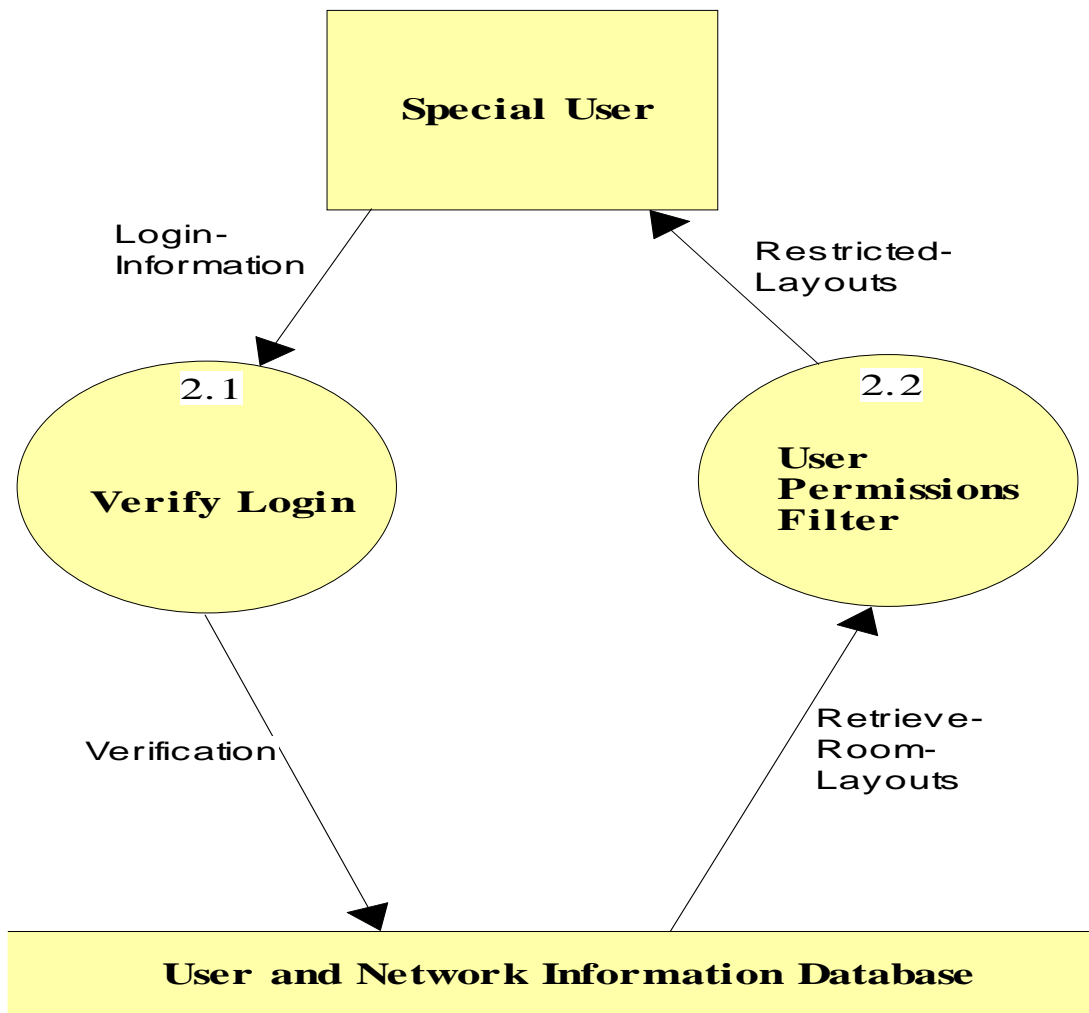 Special User
Login-
Information
Restricted-
Layouts
2.1
Verify Login
2.2
User
Permissions
Filter
Verification
Retrieve-
Room-
Layouts
User and Network Information Database